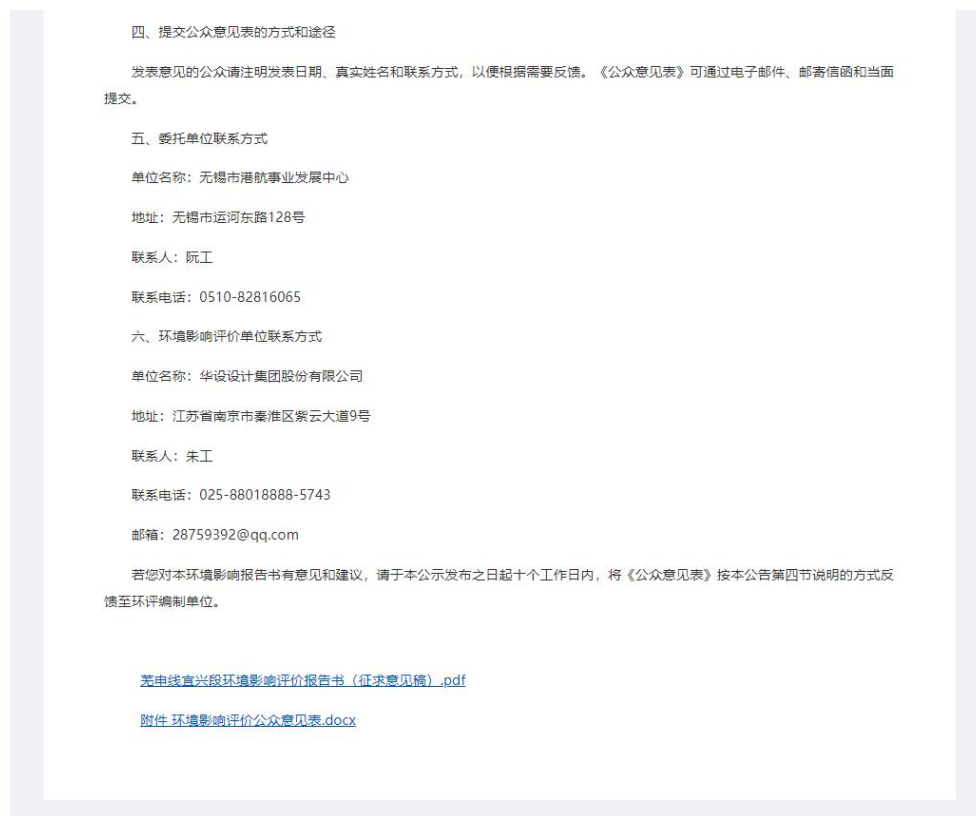 四、提交公众意见表的方式和途径
发表意见的公众请注明发表日期、真实姓名和联系方式，以便根据需要反馈。《公众意见表》可通过电子邮件、邮寄信函和当面
提交。
五、委托单位联系方式
单位名称：无锡市港航事业发展中心
地址：无锡市运河东路128号
联系人：阮工
联系电话：0510-82816065
六、环境影响评价单位联系方式
单位名称：华设设计集团股份有限公司
地址：江苏省南京市秦淮区紫云大道9号
联系人：朱工
联系电话：025-88018888-5743
邮箱：28759392@qq.com
若您对本环境影响报告书有意见和建议，请于本公示发布之日起十个工作日内，将《公众意见表》按本公告第四节说明的方式反
馈至环评编制单位。
芜申线宜兴段环境影响评价报告书（征求意见稿）.pdf
附件 环境影响评价公众意见表.docx